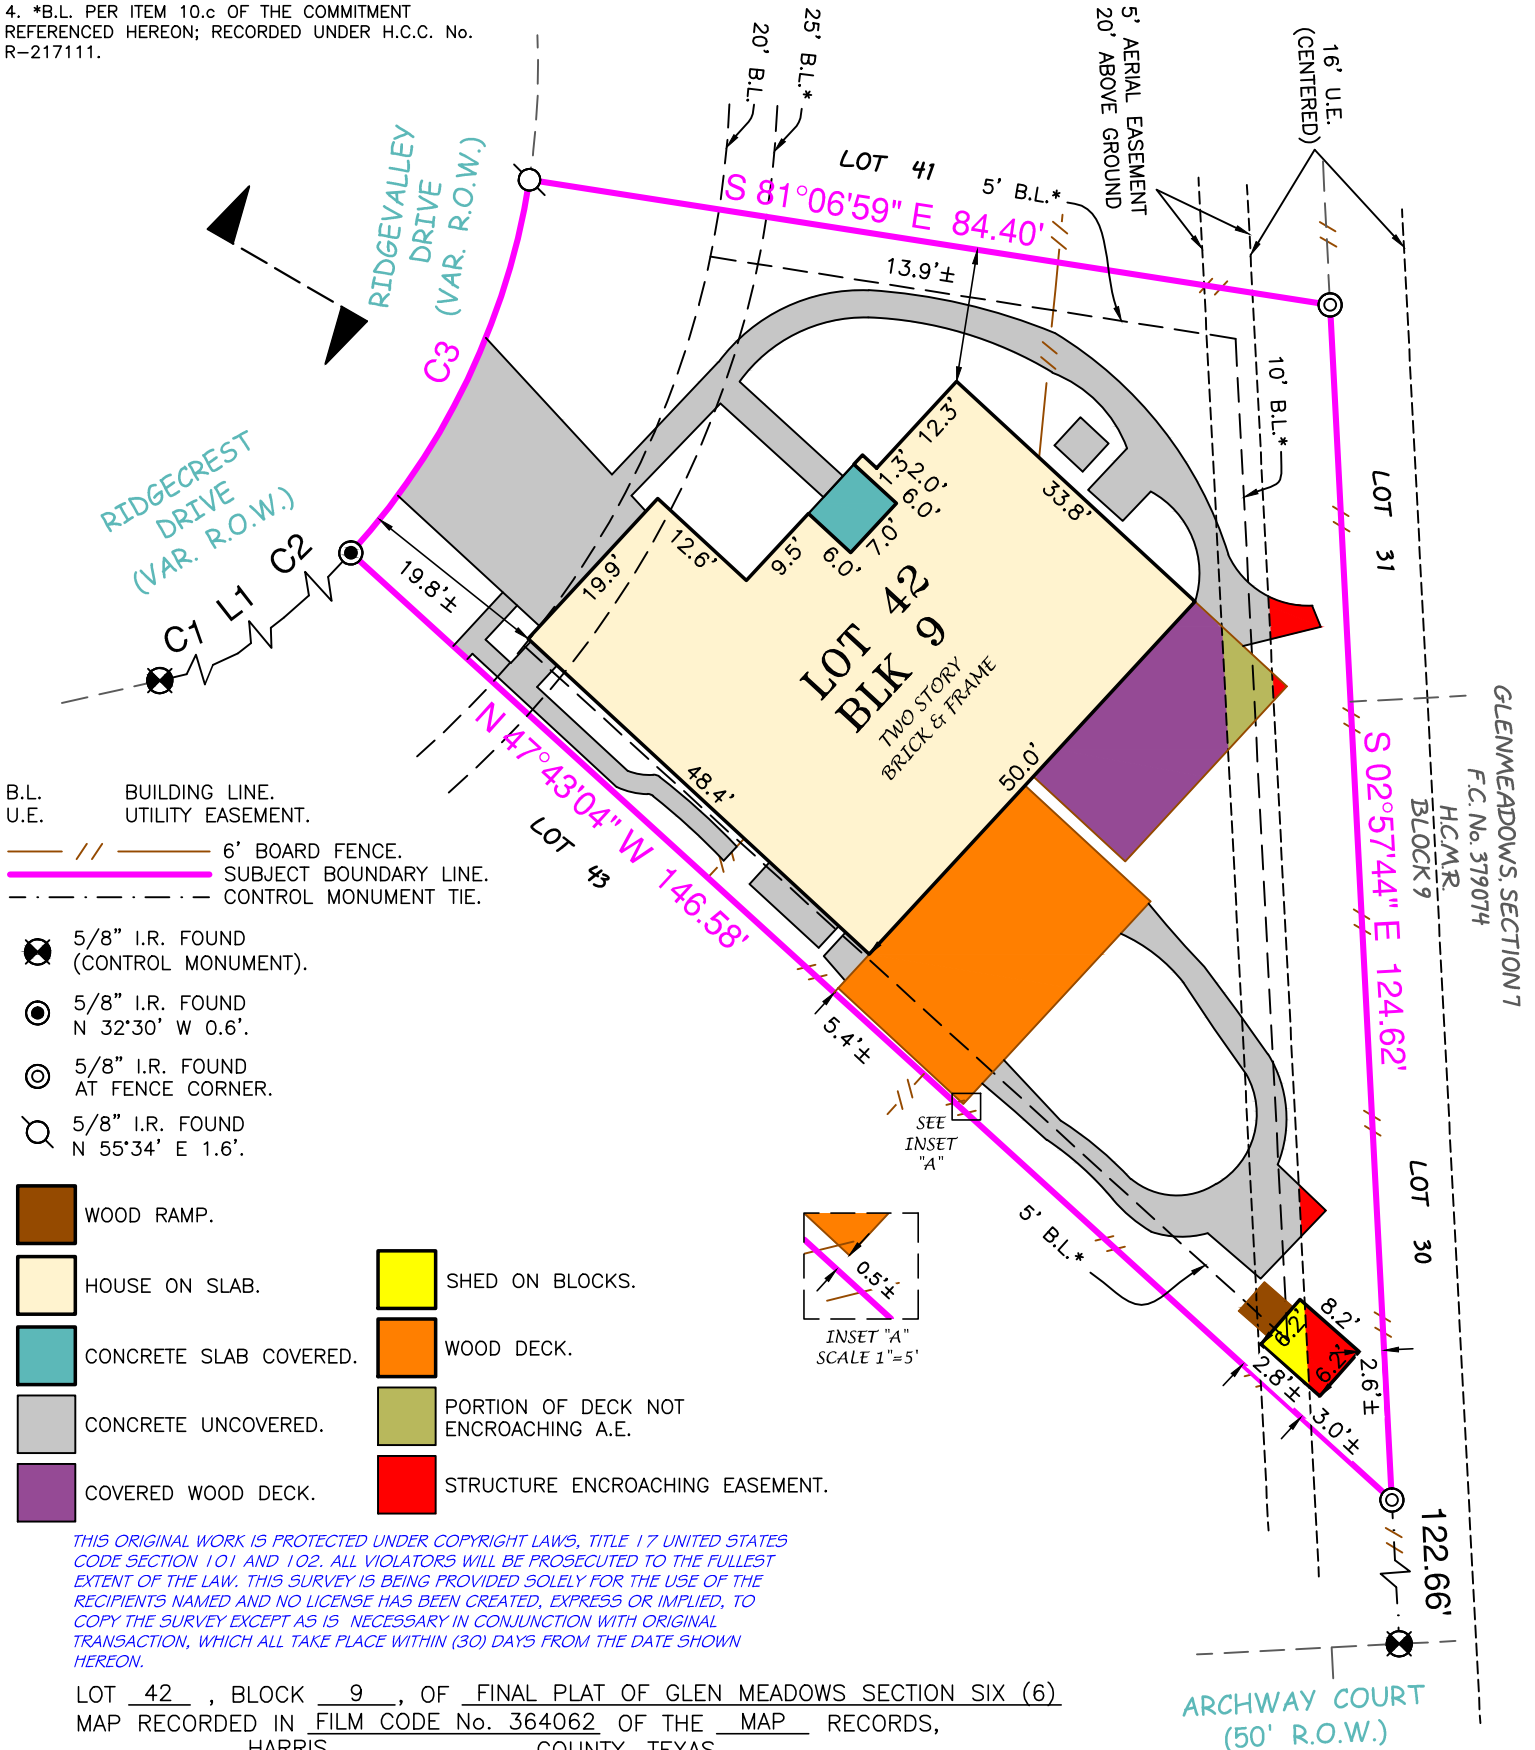 4. *B.L. PER ITEM 10.c OF THE COMMITMENT
REFERENCED HEREON; RECORDED UNDER H.C.C. No.
R-217111.
20' B.L.
25' B.L.*
5' AERIAL EASEMENT
20' ABOVE GROUND
16' U.E.
(CENTERED)
LOT 41
S 81°06'59" E 84.40'
5' B.L.*
13.9'±
RIDGEVALLEY
DRIVE
(VAR. R.O.W.)
C3
10' B.L.*
RIDGECREST
DRIVE
(VAR. R.O.W.)
C1 L1 C2
19.8'±
19.9'
12.6'
9.5'
6.0'
7.0'
6.0'
2.0'
1.3'
12.3'
33.8'
LOT 42
BLK 9
TWO STORY
BRICK & FRAME
50.0'
48.4'
LOT 31
S 02°57'44" E 124.62'
GLENMEADOWS, SECTION 7
F.C. No. 379074
H.C.M.R.
BLOCK 9
N 47°43'04" W 146.58'
LOT 43
B.L. BUILDING LINE.
U.E. UTILITY EASEMENT.
6' BOARD FENCE.
SUBJECT BOUNDARY LINE.
CONTROL MONUMENT TIE.
5/8" I.R. FOUND
(CONTROL MONUMENT).
5/8" I.R. FOUND
N 32°30' W 0.6'.
5/8" I.R. FOUND
AT FENCE CORNER.
5/8" I.R. FOUND
N 55°34' E 1.6'.
5.4'±
SEE
INSET
"A"
5' B.L.*
LOT 30
0.5'±
INSET "A"
SCALE 1"=5'
8.2'
6.2'
6.2'
2.8'±
2.6'±
3.0'±
WOOD RAMP.
HOUSE ON SLAB.
CONCRETE SLAB COVERED.
CONCRETE UNCOVERED.
COVERED WOOD DECK.
SHED ON BLOCKS.
WOOD DECK.
PORTION OF DECK NOT
ENCROACHING A.E.
STRUCTURE ENCROACHING EASEMENT.
122.66'
ARCHWAY COURT
(50' R.O.W.)
THIS ORIGINAL WORK IS PROTECTED UNDER COPYRIGHT LAWS, TITLE 17 UNITED STATES
CODE SECTION 101 AND 102. ALL VIOLATORS WILL BE PROSECUTED TO THE FULLEST
EXTENT OF THE LAW. THIS SURVEY IS BEING PROVIDED SOLELY FOR THE USE OF THE
RECIPIENTS NAMED AND NO LICENSE HAS BEEN CREATED, EXPRESS OR IMPLIED, TO
COPY THE SURVEY EXCEPT AS IS NECESSARY IN CONJUNCTION WITH ORIGINAL
TRANSACTION, WHICH ALL TAKE PLACE WITHIN (30) DAYS FROM THE DATE SHOWN
HEREON.
LOT 42 , BLOCK 9 , OF FINAL PLAT OF GLEN MEADOWS SECTION SIX (6)
MAP RECORDED IN FILM CODE No. 364062 OF THE MAP RECORDS,
HARRIS COUNTY, TEXAS